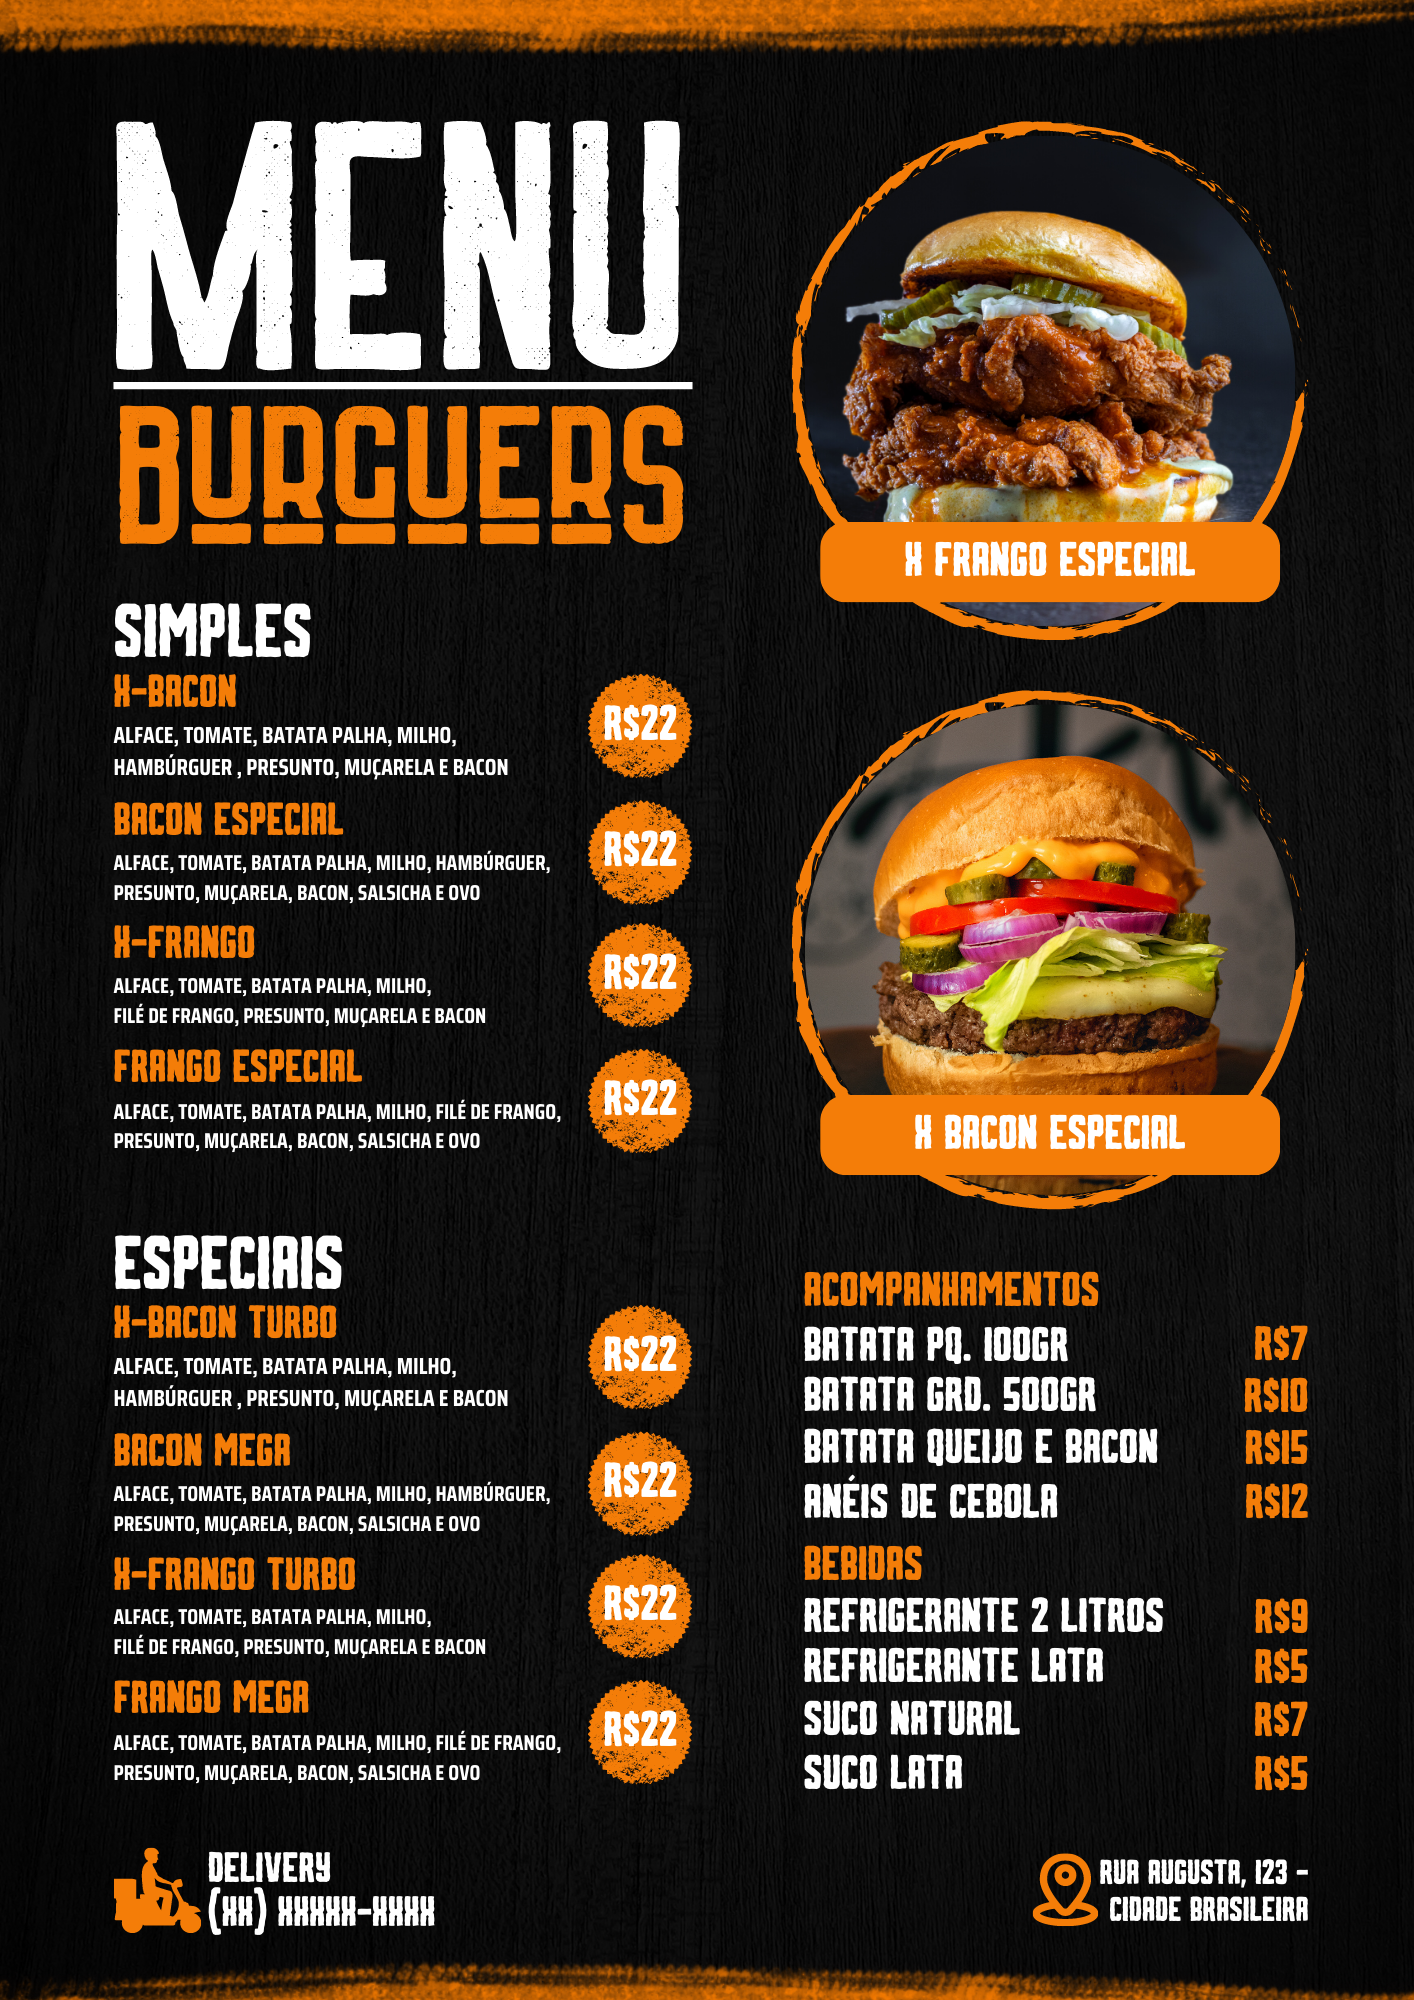 MENU
BURGUERS
SIMPLES
X-BACON
ALFACE, TOMATE, BATATA PALHA, MILHO,
HAMBÚRGUER , PRESUNTO, MUÇARELA E BACON
R$22
BACON ESPECIAL
ALFACE, TOMATE, BATATA PALHA, MILHO, HAMBÚRGUER,
PRESUNTO, MUÇARELA, BACON, SALSICHA E OVO
R$22
X-FRANGO
ALFACE, TOMATE, BATATA PALHA, MILHO,
FILÉ DE FRANGO, PRESUNTO, MUÇARELA E BACON
R$22
FRANGO ESPECIAL
ALFACE, TOMATE, BATATA PALHA, MILHO, FILÉ DE FRANGO,
PRESUNTO, MUÇARELA, BACON, SALSICHA E OVO
R$22
ESPECIAIS
X-BACON TURBO
ALFACE, TOMATE, BATATA PALHA, MILHO,
HAMBÚRGUER , PRESUNTO, MUÇARELA E BACON
R$22
BACON MEGA
ALFACE, TOMATE, BATATA PALHA, MILHO, HAMBÚRGUER,
PRESUNTO, MUÇARELA, BACON, SALSICHA E OVO
R$22
X-FRANGO TURBO
ALFACE, TOMATE, BATATA PALHA, MILHO,
FILÉ DE FRANGO, PRESUNTO, MUÇARELA E BACON
R$22
FRANGO MEGA
ALFACE, TOMATE, BATATA PALHA, MILHO, FILÉ DE FRANGO,
PRESUNTO, MUÇARELA, BACON, SALSICHA E OVO
R$22
DELIVERY
(XX) XXXXX-XXXX
X FRANGO ESPECIAL
X BACON ESPECIAL
ACOMPANHAMENTOS
BATATA PQ. 100GR R$7
BATATA GRD. 500GR R$10
BATATA QUEIJO E BACON R$15
ANÉIS DE CEBOLA R$12
BEBIDAS
REFRIGERANTE 2 LITROS R$9
REFRIGERANTE LATA R$5
SUCO NATURAL R$7
SUCO LATA R$5
RUA AUGUSTA, 123 -
CIDADE BRASILEIRA